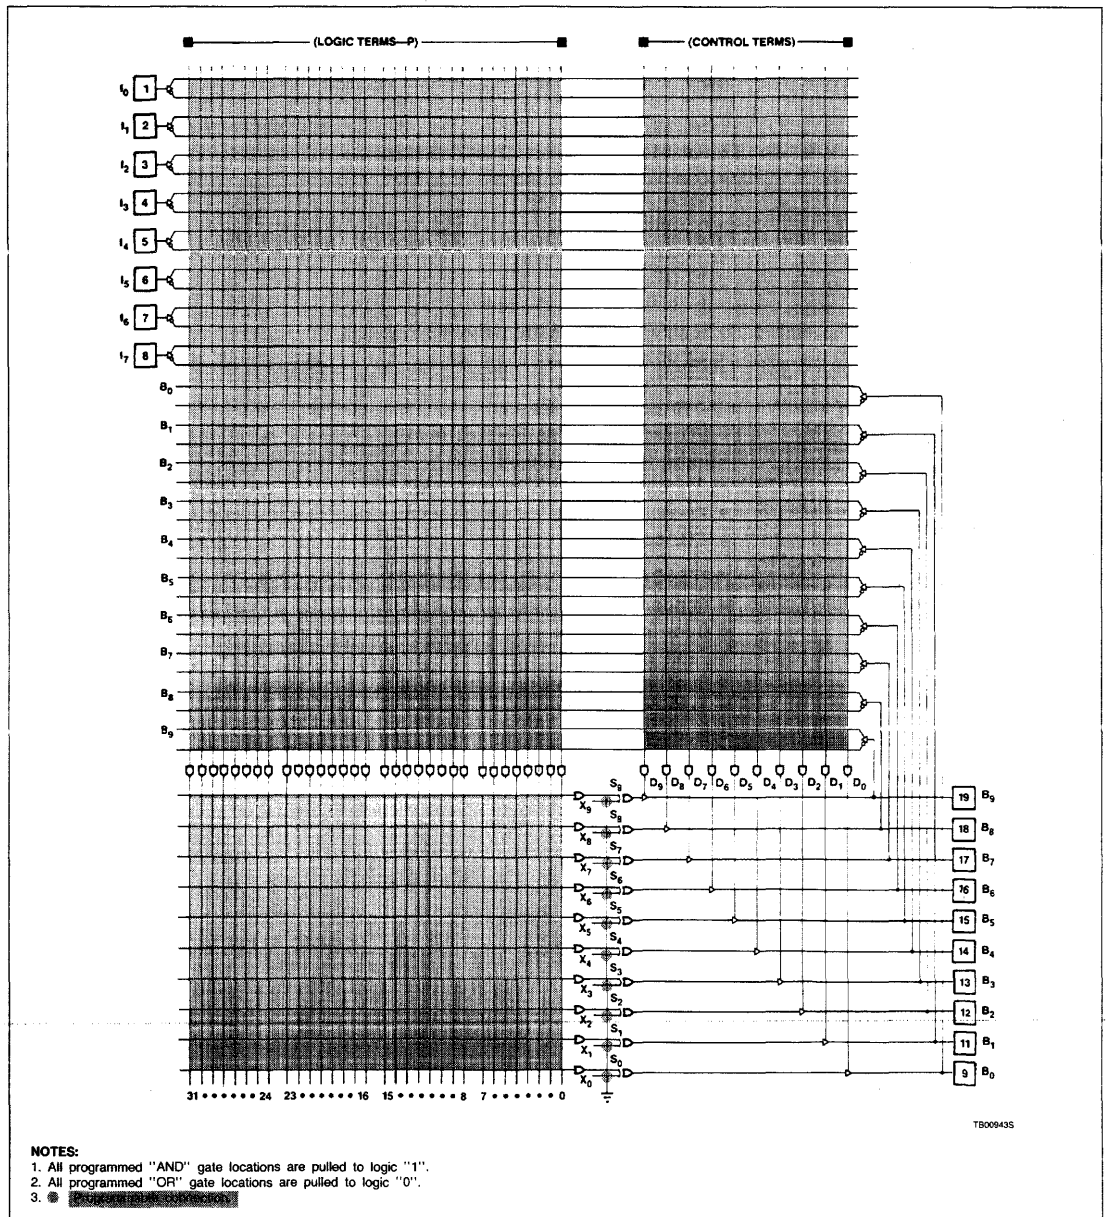 (LOGIC TERMS—P)
(CONTROL TERMS)
I0 1
I1 2
I2 3
I3 4
I4 5
I5 6
I6 7
I7 8
B0
B1
B2
B3
B4
B5
B6
B7
B8
B9
D9 D8 D7 D6 D5 D4 D3 D2 D1 D0
S9
X9
19 B9
S8
X8
18 B8
S7
X7
17 B7
S6
X6
16 B6
S5
X5
15 B5
S4
X4
14 B4
S3
X3
13 B3
S2
X2
12 B2
S1
X1
11 B1
S0
X0
9 B0
31 • • • • • • 24 23 • • • • • • 16 15 • • • • • • 8 7 • • • • • • 0
TB00943S
NOTES:
1. All programmed "AND" gate locations are pulled to logic "1".
2. All programmed "OR" gate locations are pulled to logic "0".
3. Programmable connection.